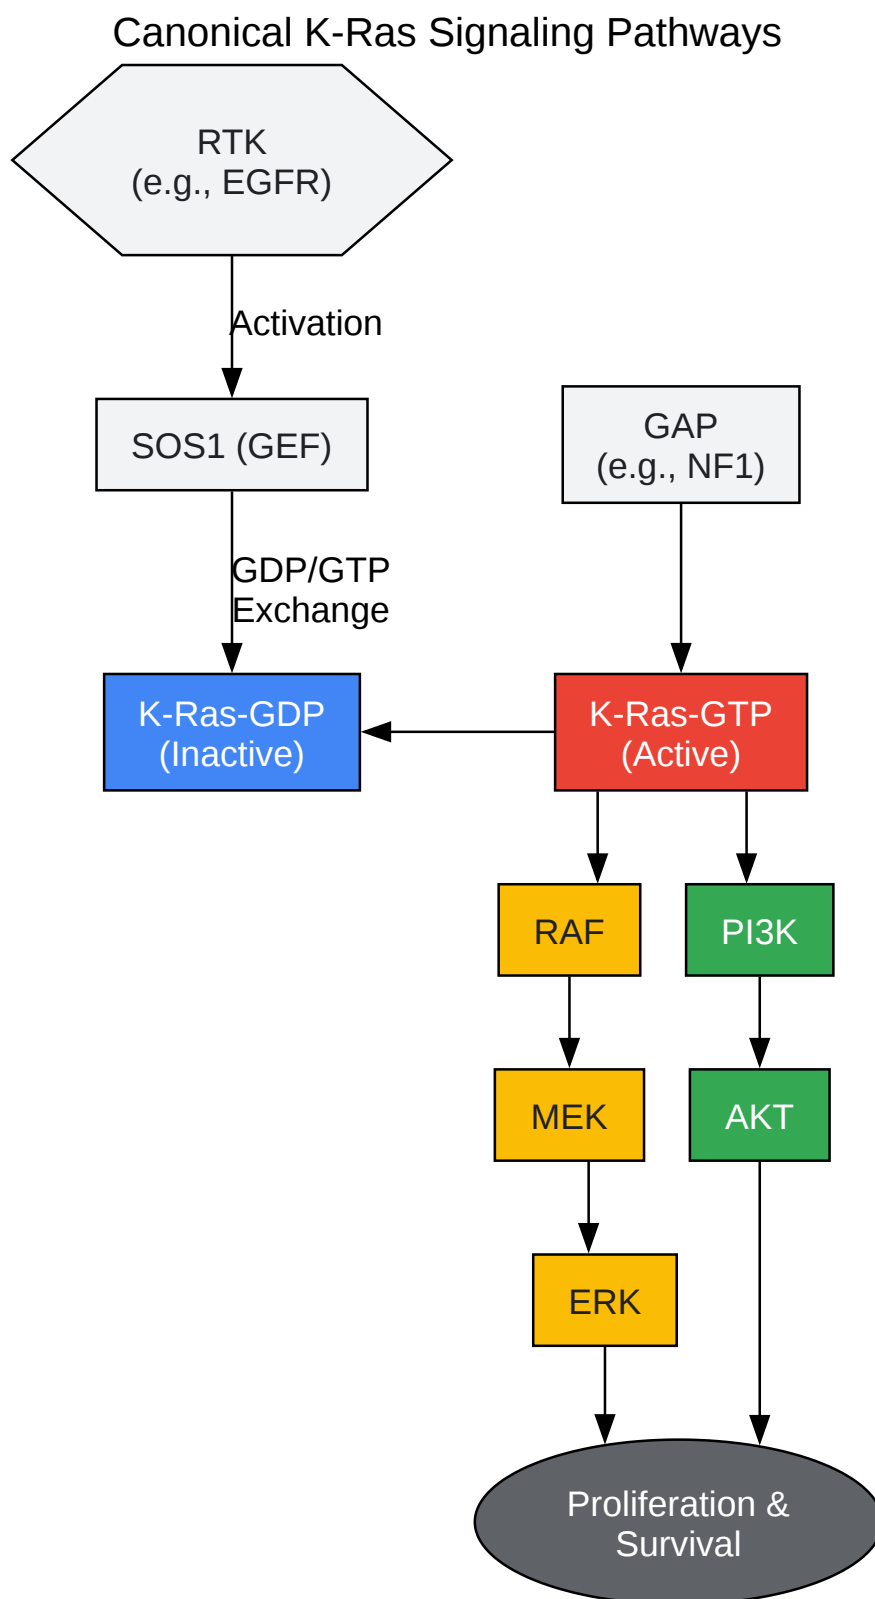 Canonical K-Ras Signaling Pathways
RTK
(e.g., EGFR)
Activation
SOS1 (GEF)
GAP
(e.g., NF1)
GDP/GTP
Exchange
K-Ras-GDP
(Inactive)
K-Ras-GTP
(Active)
RAF
PI3K
MEK
AKT
ERK
Proliferation &
Survival